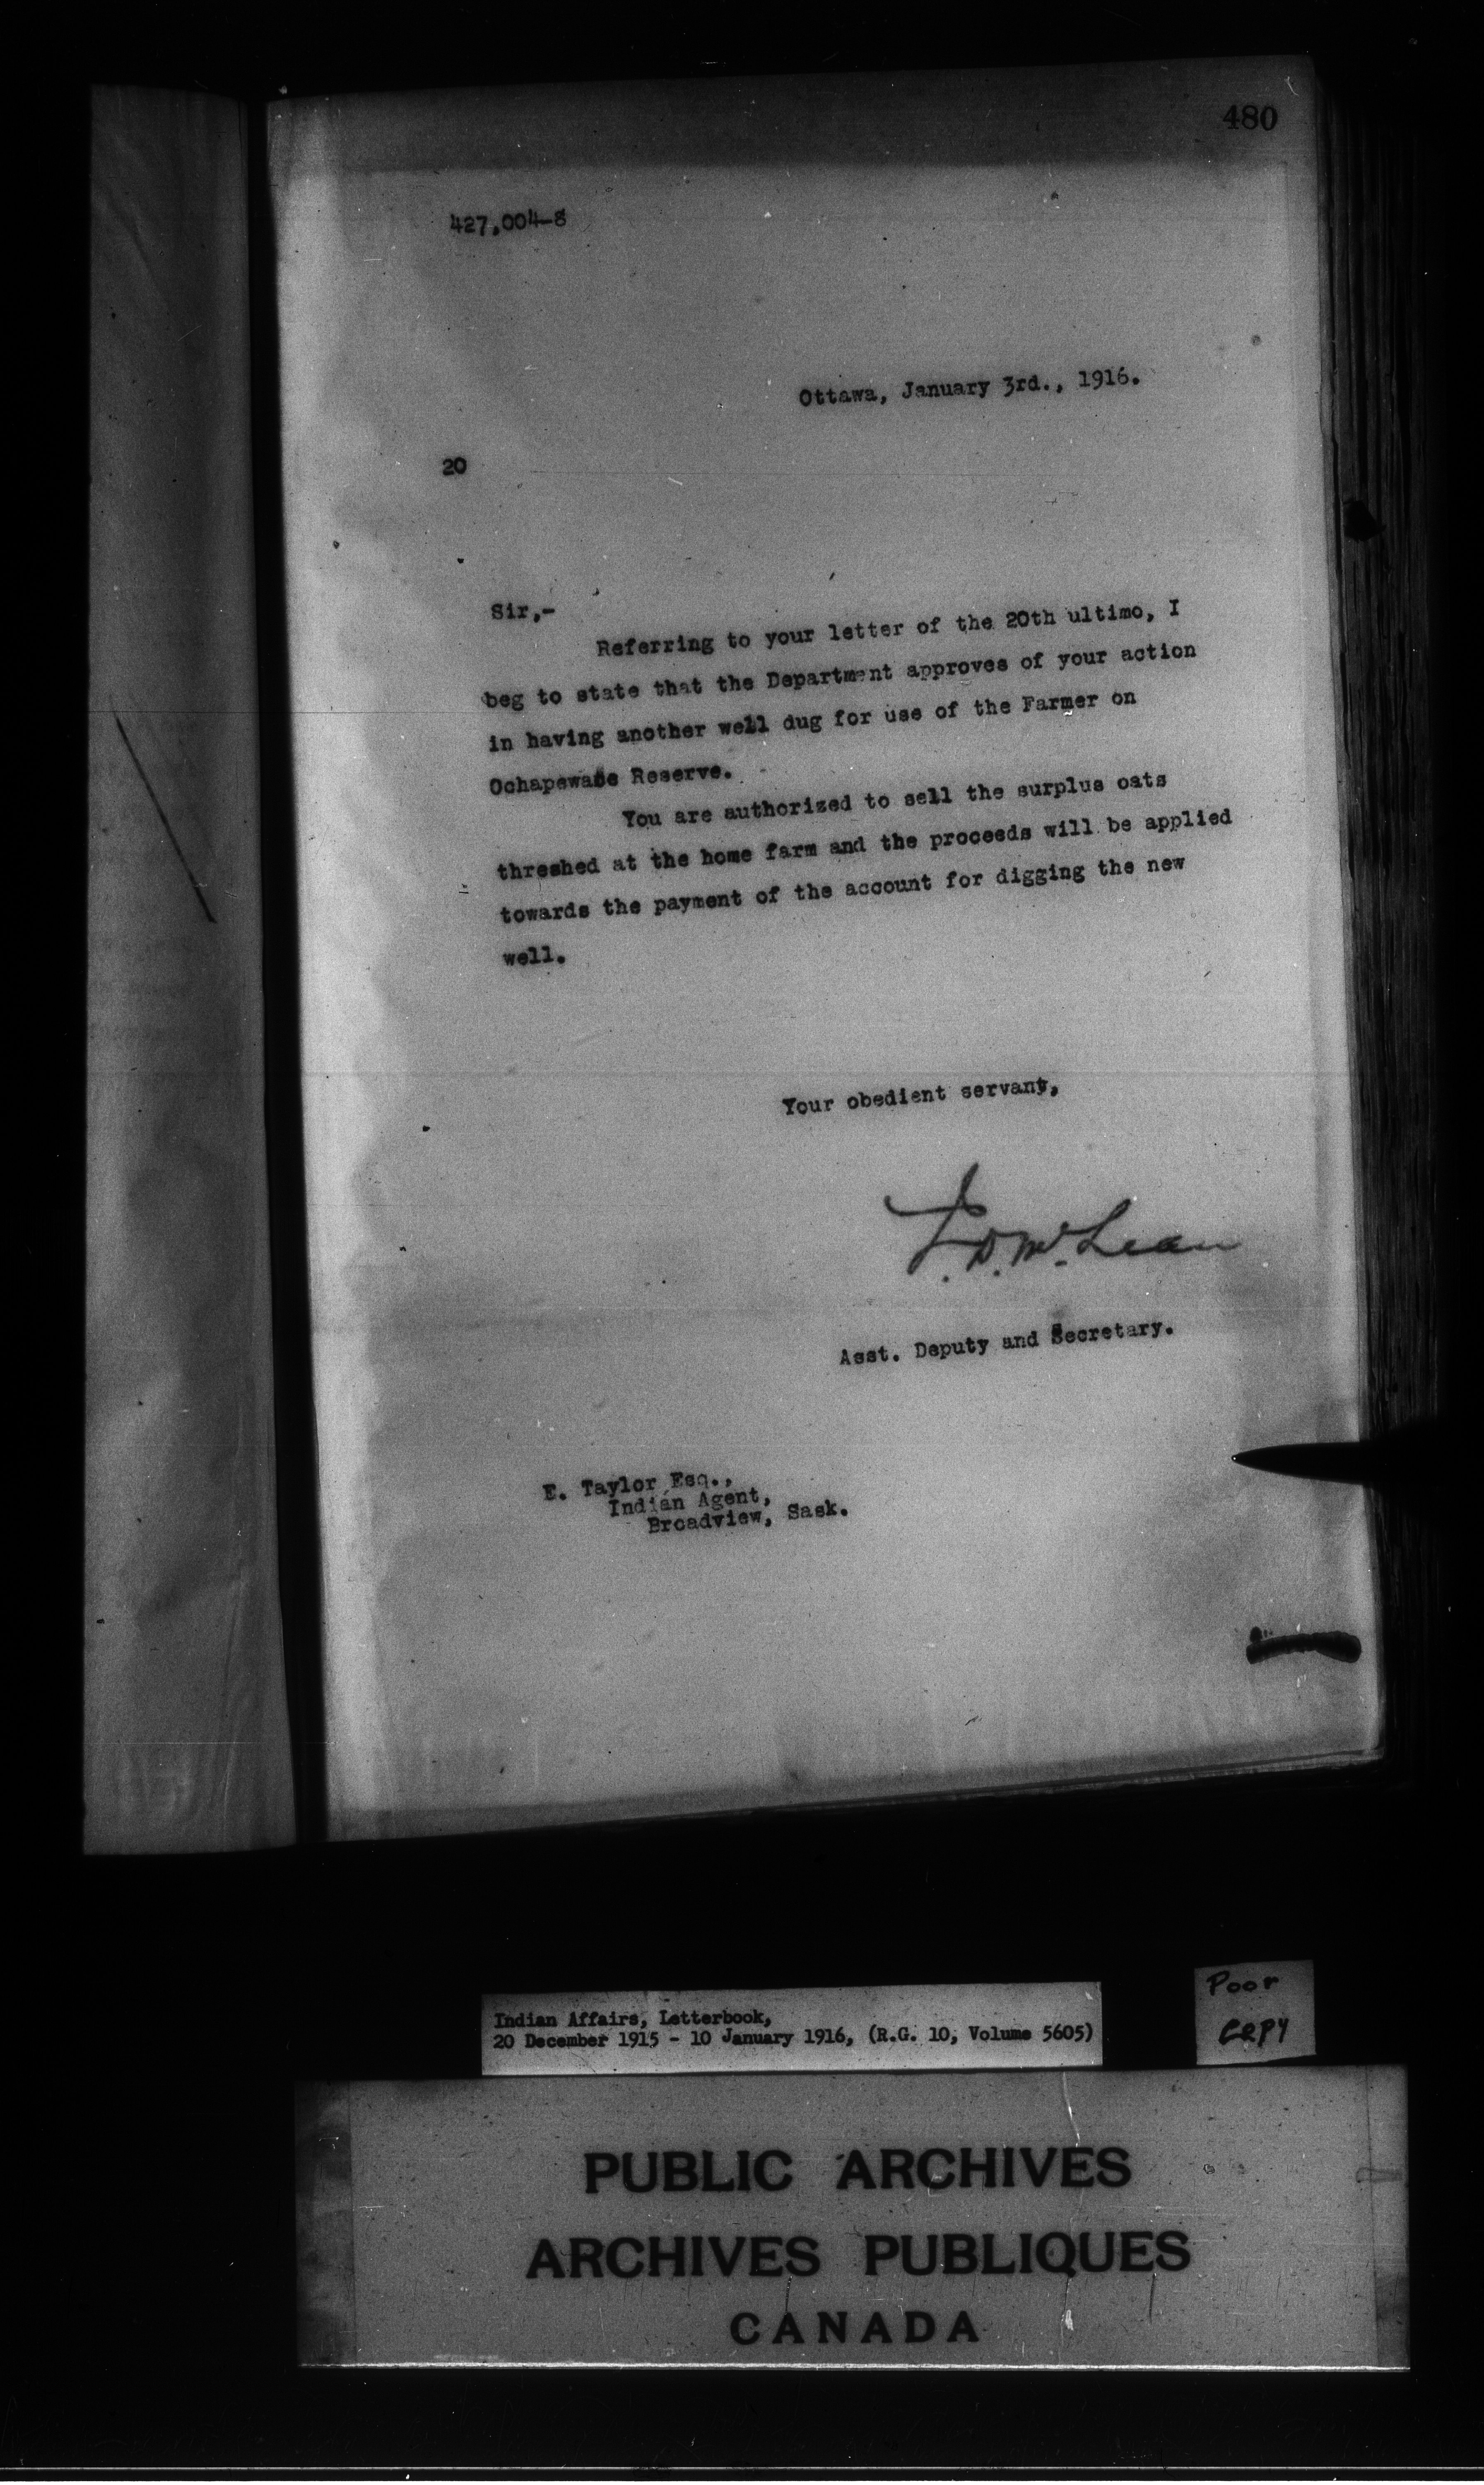 480
427,004-8
Ottawa, January 3rd., 1916.
20
Sir,-
Referring to your letter of the 20th ultimo, I
beg to state that the Department approves of your action
in having another well dug for use of the Farmer on
Reserve.
You are authorized to sell the surplus oats
threshed at the home farm and the proceeds will be applied
towards the payment of the account for digging the new
well.
Your obedient servant,
J. D. McLean
Asst. Deputy and Secretary.
E. Taylor Esq.,
Indian Agent,
Broadview, Sask.
Indian Affairs, Letterbook,
20 December 1915 - 10 January 1916, (R.G. 10, Volume 5605)
Poor
COPY
PUBLIC ARCHIVES
ARCHIVES PUBLIQUES
CANADA